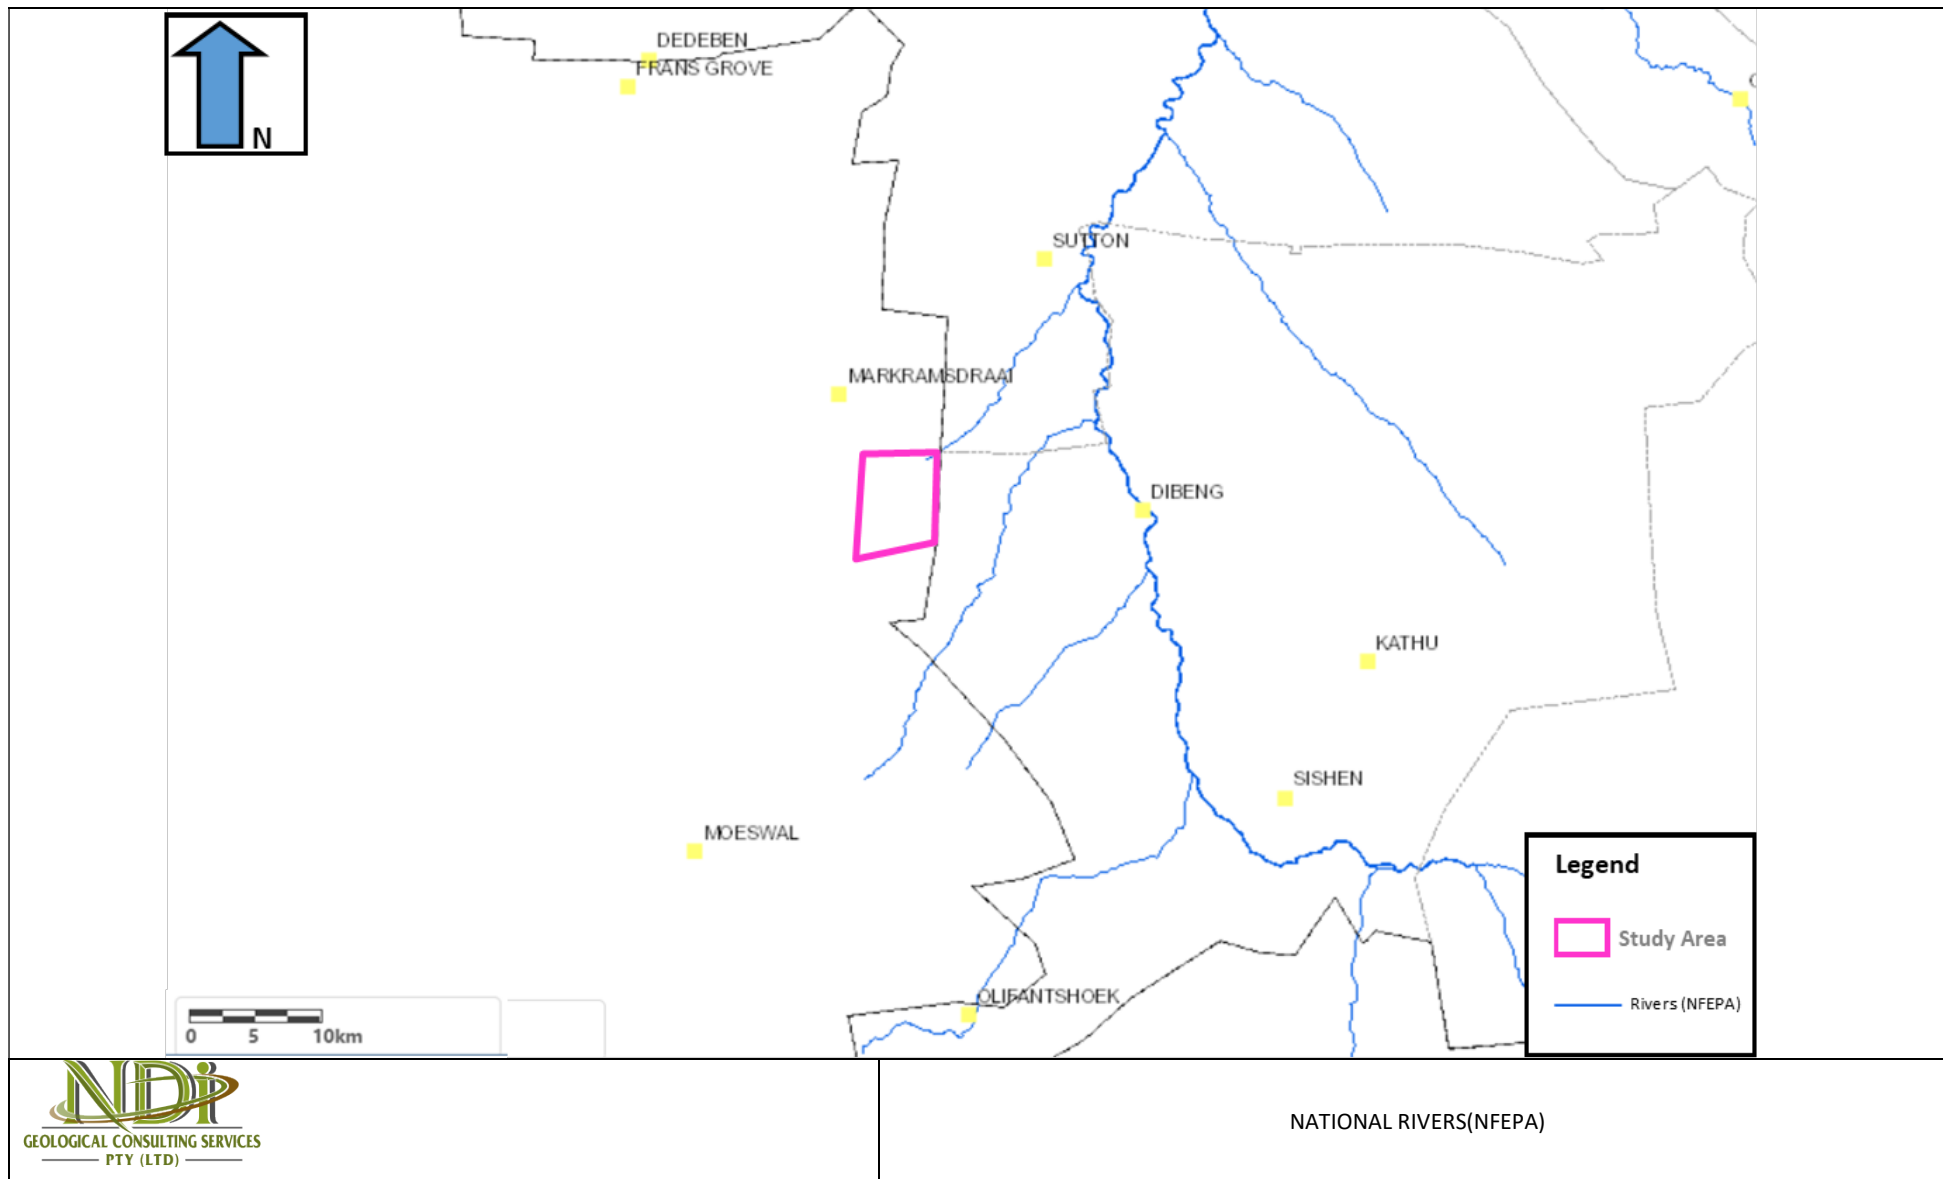 N
DEDEBEN
FRANS GROVE
SUTTON
MARKRAMSDRAAI
DIBENG
KATHU
SISHEN
MOESWAL
OLIFANTSHOEK
Legend
Study Area
Rivers (NFEPA)
0 5 10km
NDi
GEOLOGICAL CONSULTING SERVICES
PTY (LTD)
NATIONAL RIVERS(NFEPA)